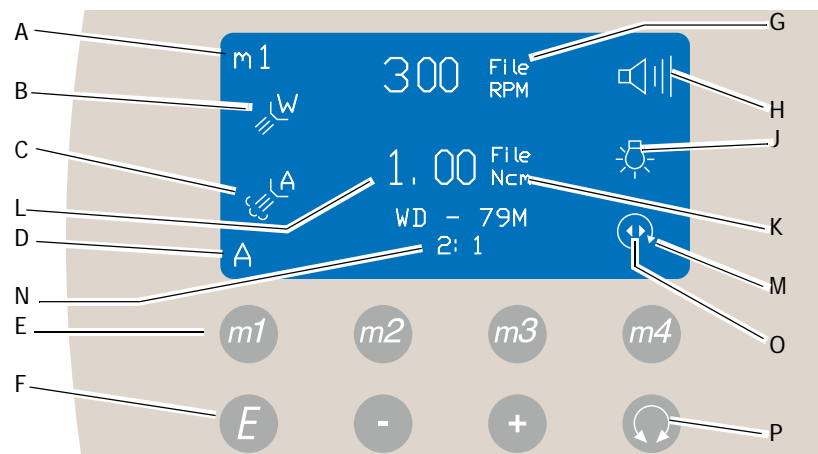 A
G
m1
300
File
RPM
B
W
H
C
A
J
1.00
File
Ncm
L
K
WD - 79M
D
A
2:1
M
N
E
m1
m2
m3
m4
O
F
E
-
+
P